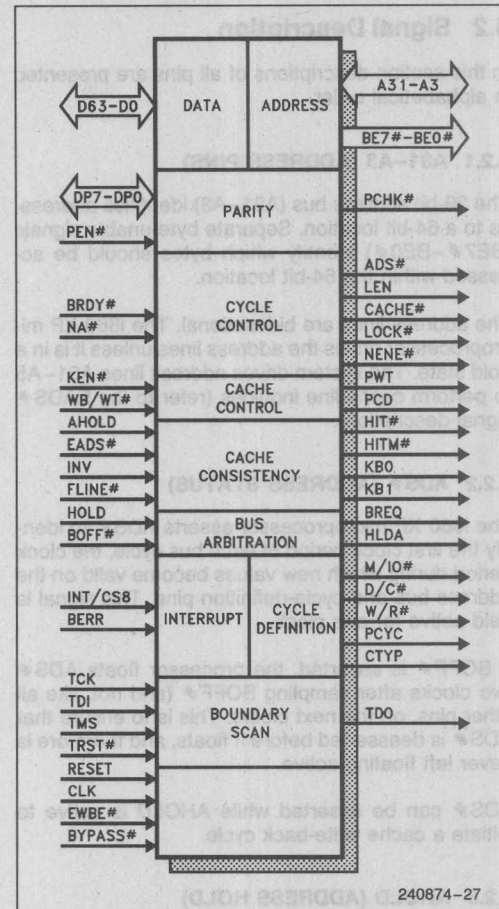 A31-A3
D63-D0 DATA ADDRESS
BE7#-BE0#
DP7-DP0
PARITY PCHK#
PEN#
ADS#
LEN
BRDY# CYCLE CACHE#
NA# CONTROL LOCK#
NENE#
KEN# CACHE PWT
WB/WT# CONTROL PCD
AHOLD HIT#
EADS# CACHE HITM#
INV CONSISTENCY KB0
FLINE# KB1
HOLD BUS BREQ
BOFF# ARBITRATION HLDA
M/IO#
INT/CS8 CYCLE D/C#
BERR INTERRUPT DEFINITION W/R#
PCYC
CTYP
TCK
TDI BOUNDARY TDO
TMS SCAN
TRST#
RESET
CLK
EWBE#
BYPASS#
240874-27